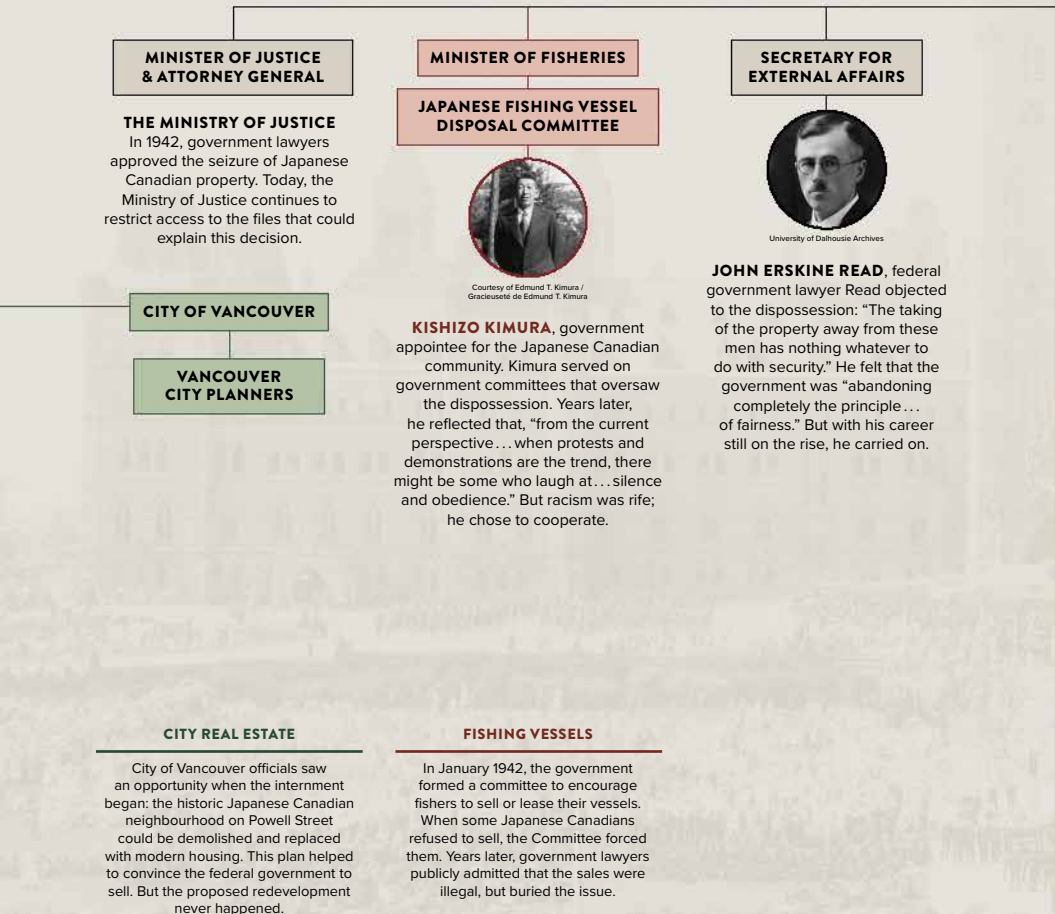 MINISTER OF JUSTICE
& ATTORNEY GENERAL
THE MINISTRY OF JUSTICE
In 1942, government lawyers
approved the seizure of Japanese
Canadian property. Today, the
Ministry of Justice continues to
restrict access to the files that could
explain this decision.
CITY OF VANCOUVER
VANCOUVER
CITY PLANNERS
MINISTER OF FISHERIES
JAPANESE FISHING VESSEL
DISPOSAL COMMITTEE
Courtesy of Edmund T. Kimura /
Gracieuseté de Edmund T. Kimura
KISHIZO KIMURA, government
appointee for the Japanese Canadian
community. Kimura served on
government committees that oversaw
the dispossession. Years later,
he reflected that, “from the current
perspective...when protests and
demonstrations are the trend, there
might be some who laugh at...silence
and obedience.” But racism was rife;
he chose to cooperate.
SECRETARY FOR
EXTERNAL AFFAIRS
University of Dalhousie Archives
JOHN ERSKINE READ, federal
government lawyer Read objected
to the dispossession: “The taking
of the property away from these
men has nothing whatever to
do with security.” He felt that the
government was “abandoning
completely the principle...
of fairness.” But with his career
still on the rise, he carried on.
CITY REAL ESTATE
City of Vancouver officials saw
an opportunity when the internment
began: the historic Japanese Canadian
neighbourhood on Powell Street
could be demolished and replaced
with modern housing. This plan helped
to convince the federal government to
sell. But the proposed redevelopment
never happened.
FISHING VESSELS
In January 1942, the government
formed a committee to encourage
fishers to sell or lease their vessels.
When some Japanese Canadians
refused to sell, the Committee forced
them. Years later, government lawyers
publicly admitted that the sales were
illegal, but buried the issue.